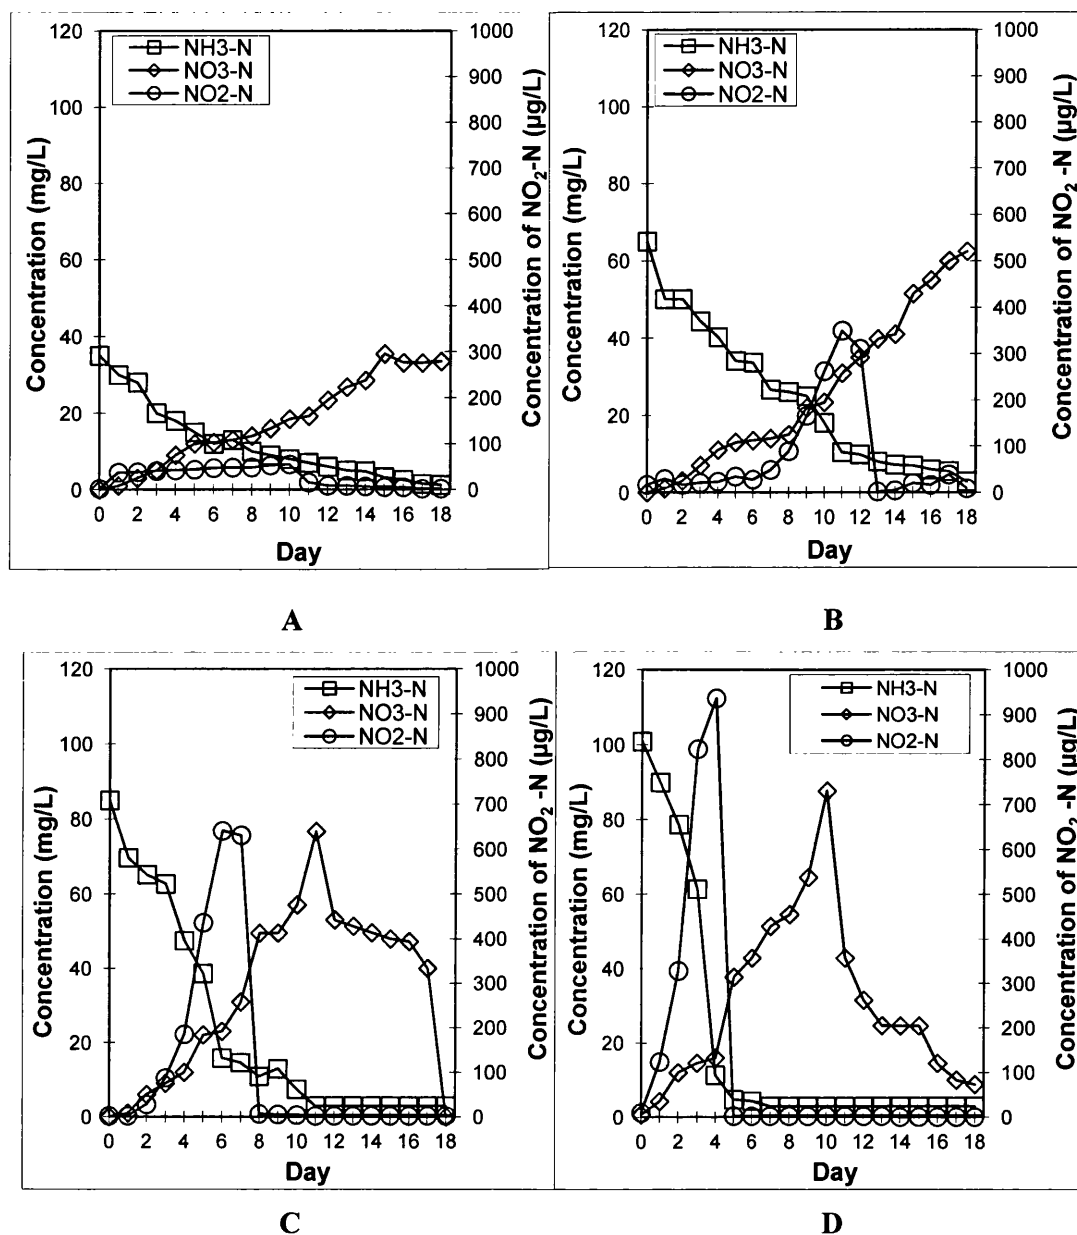 120
100
80
60
40
20
0
1000
900
800
700
600
500
400
300
200
100
0
NH3-N
NO3-N
NO2-N
Concentration (mg/L)
Concentration of NO2-N (µg/L)
0 2 4 6 8 10 12 14 16 18
Day
A
120
100
80
60
40
20
0
1000
900
800
700
600
500
400
300
200
100
0
NH3-N
NO3-N
NO2-N
Concentration (mg/L)
Concentration of NO2 -N (µg/L)
0 2 4 6 8 10 12 14 16 18
Day
B
120
100
80
60
40
20
0
1000
900
800
700
600
500
400
300
200
100
0
NH3-N
NO3-N
NO2-N
Concentration (mg/L)
Concentration of NO2 -N (µg/L)
0 2 4 6 8 10 12 14 16 18
Day
C
120
100
80
60
40
20
0
1000
900
800
700
600
500
400
300
200
100
0
NH3-N
NO3-N
NO2-N
Concentration (mg/L)
Concentration of NO2 -N (µg/L)
0 2 4 6 8 10 12 14 16 18
Day
D